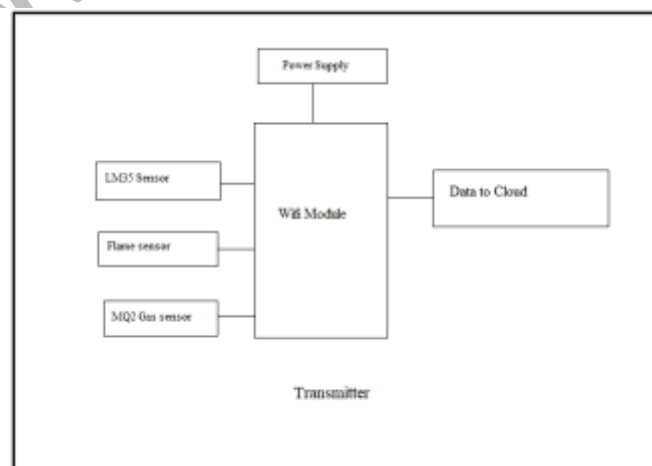 Power Supply
LM35 Sensor
Wifi Module
Data to Cloud
Flame sensor
MQ2 Gas sensor
Transmitter